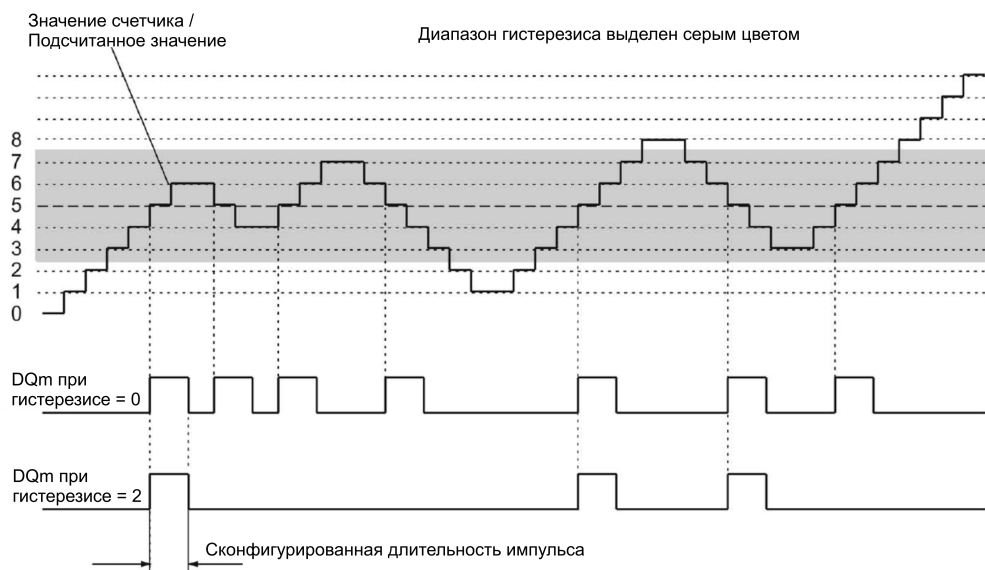 Значение счетчика /
Подсчитанное значение
Диапазон гистерезиса выделен серым цветом
8
7
6
5
4
3
2
1
0
DQm при
гистерезисе = 0
DQm при
гистерезисе = 2
Сконфигурированная длительность импульса